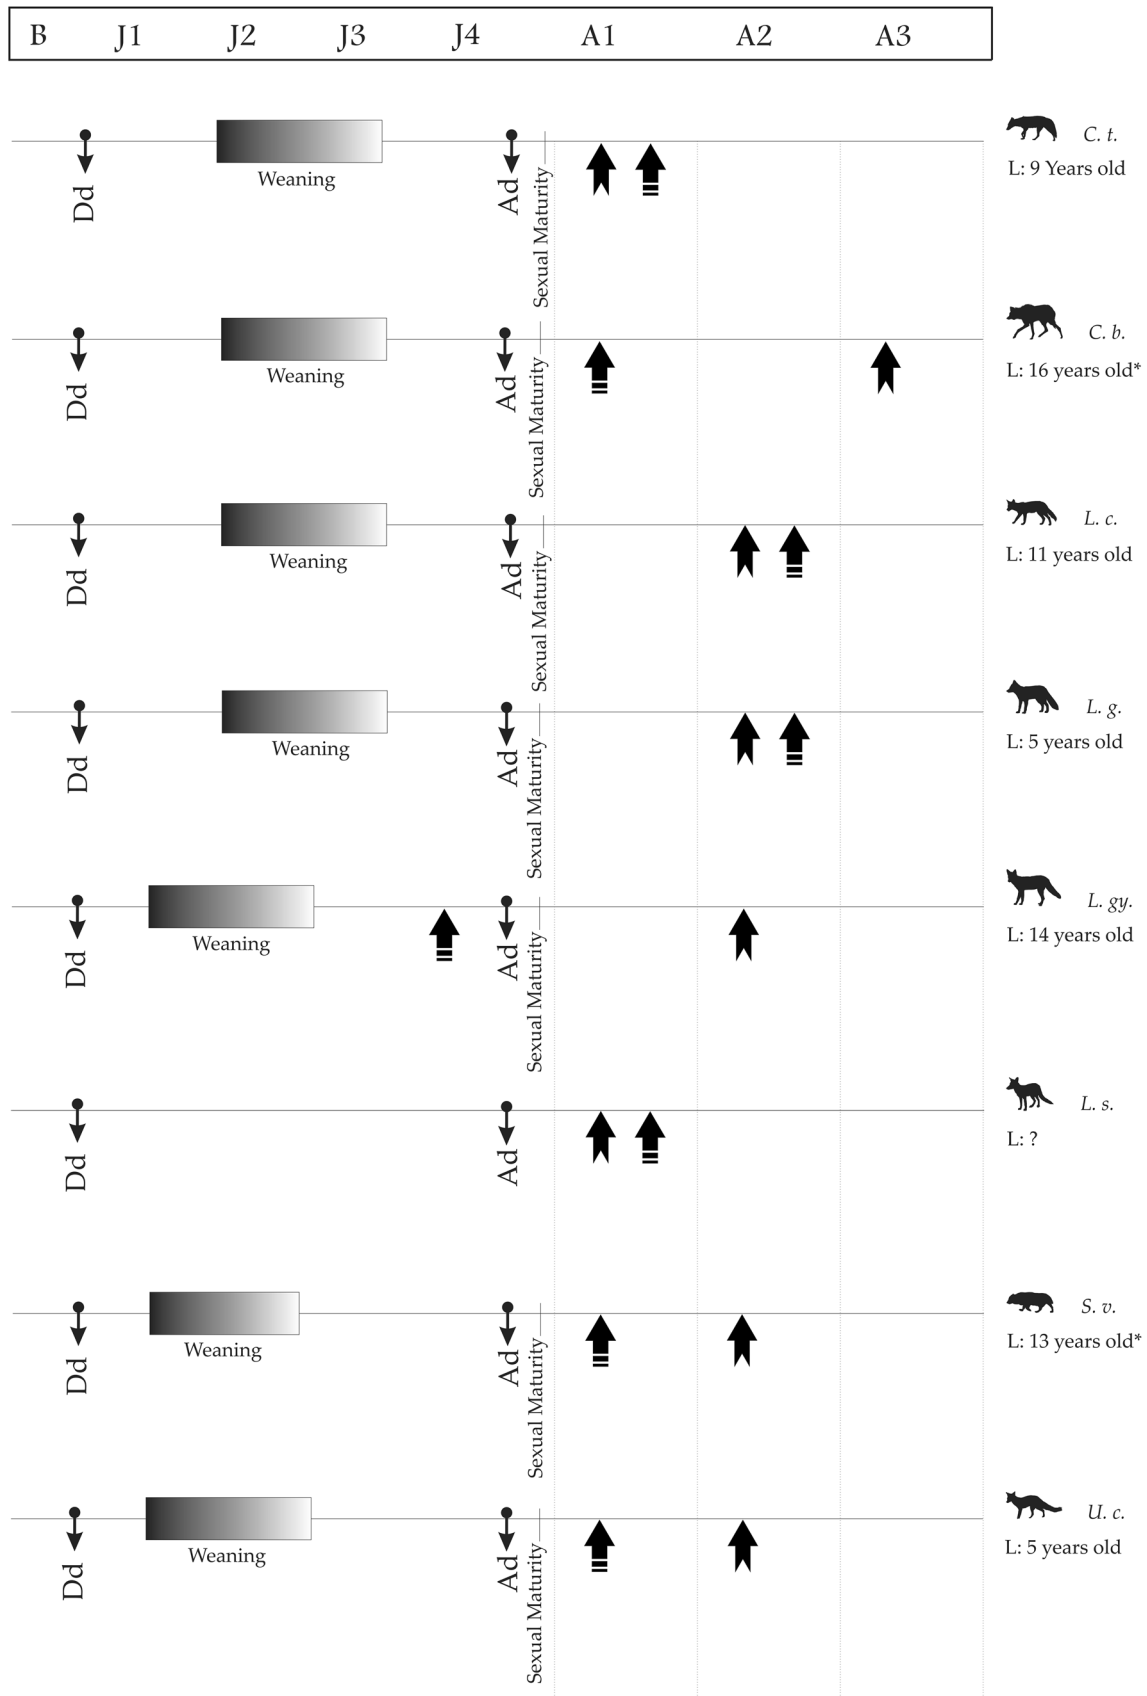 B J1 J2 J3 J4 A1 A2 A3
C. t.
L: 9 Years old
Weaning
Dd
Ad
Sexual Maturity
C. b.
L: 16 years old*
Weaning
Dd
Ad
Sexual Maturity
L. c.
L: 11 years old
Weaning
Dd
Ad
Sexual Maturity
L. g.
L: 5 years old
Weaning
Dd
Ad
Sexual Maturity
L. gy.
L: 14 years old
Weaning
Dd
Ad
Sexual Maturity
L. s.
L: ?
Dd
Ad
S. v.
L: 13 years old*
Weaning
Dd
Ad
Sexual Maturity
U. c.
L: 5 years old
Weaning
Dd
Ad
Sexual Maturity